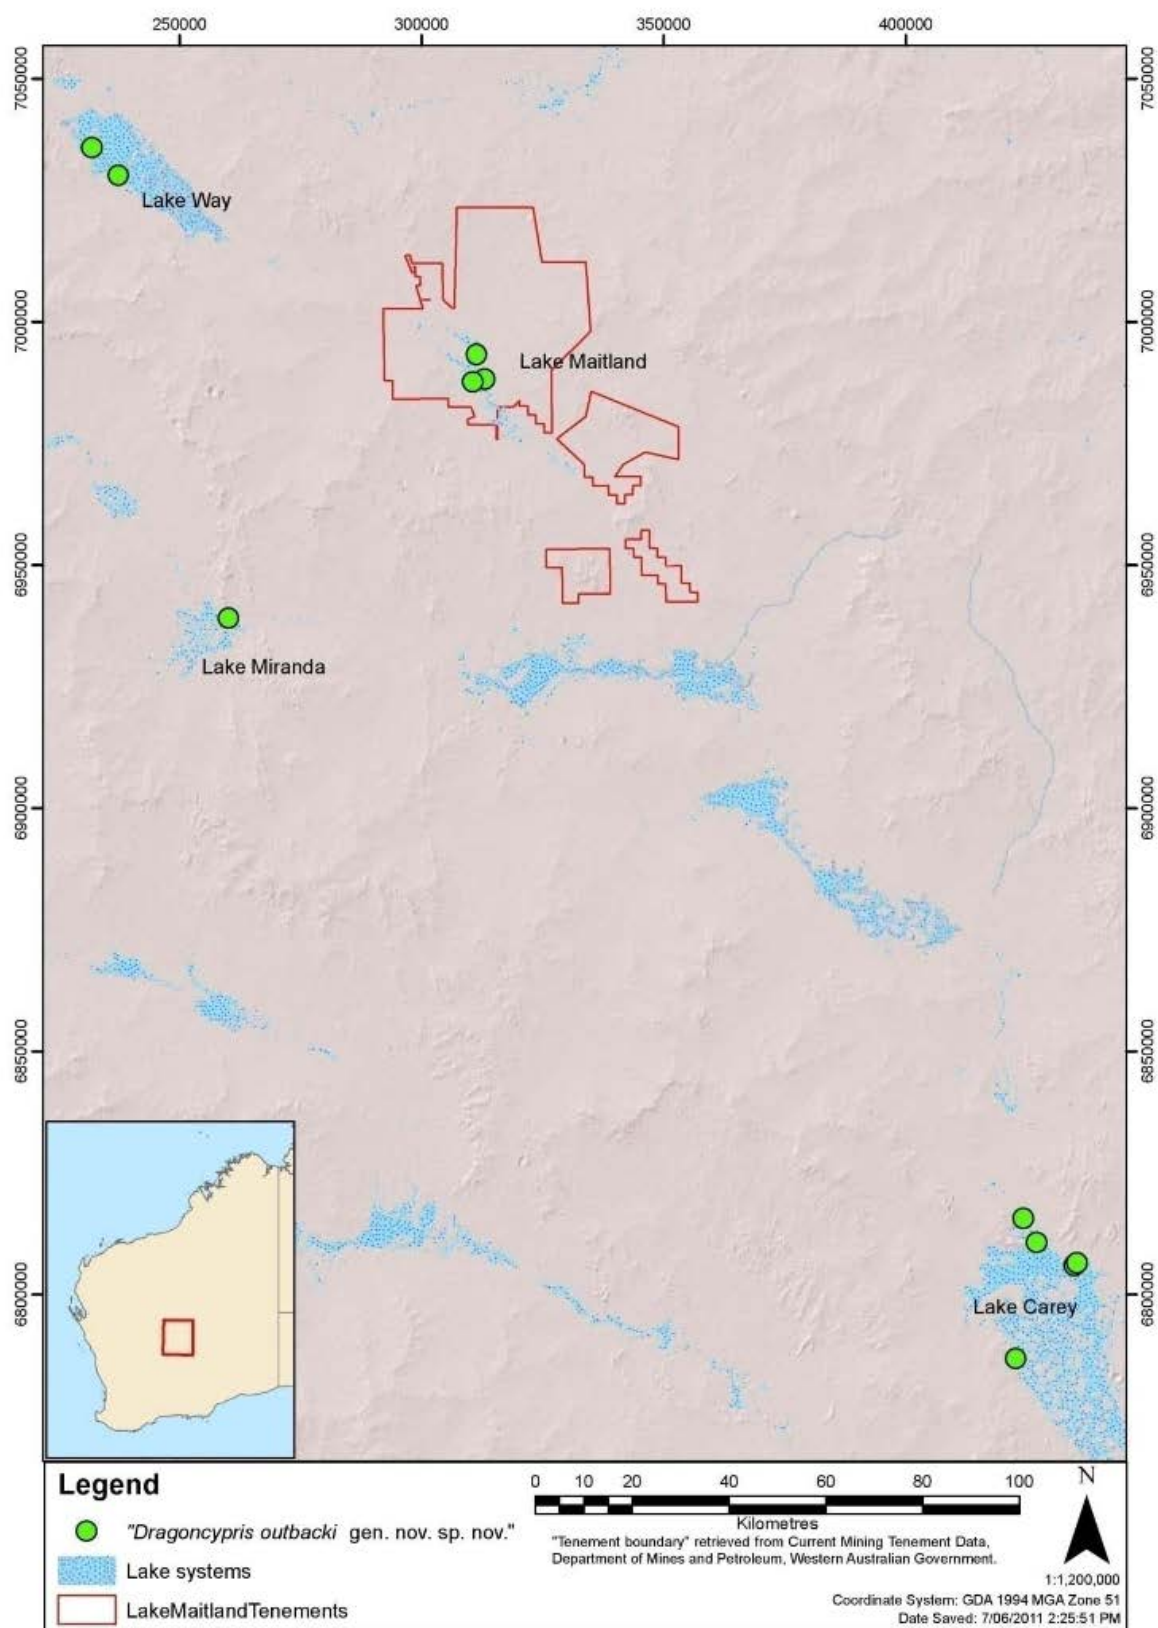 250000 300000 350000 400000
7050000 7050000
Lake Way
7000000 7000000
Lake Maitland
6950000 6950000
Lake Miranda
6900000 6900000
6850000 6850000
6800000 6800000
Lake Carey
Legend
"Dragoncypris outbacki gen. nov. sp. nov."
Lake systems
LakeMaitlandTenements
0 10 20 40 60 80 100
Kilometres
"Tenement boundary" retrieved from Current Mining Tenement Data,
Department of Mines and Petroleum, Western Australian Government.
N
1:1,200,000
Coordinate System: GDA 1994 MGA Zone 51
Date Saved: 7/06/2011 2:25:51 PM